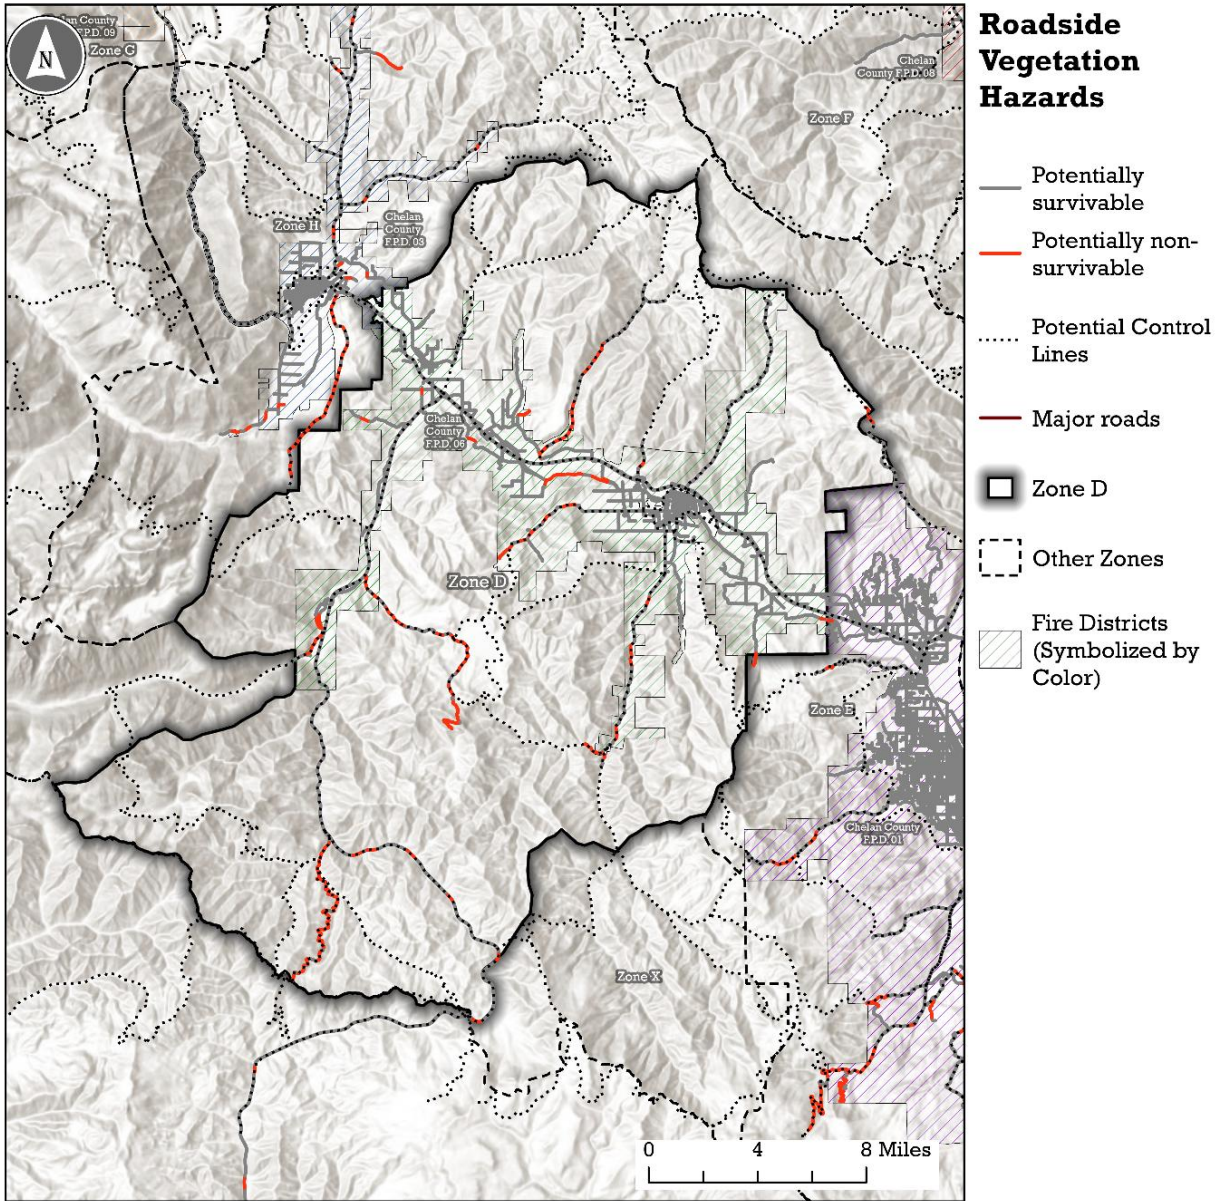 Roadside
Vegetation
Hazards
Potentially
survivable
Potentially non-
survivable
Potential Control
Lines
Major roads
Zone D
Other Zones
Fire Districts
(Symbolized by
Color)
N
County
F.P.D. 09
Zone G
Chelan
County F.P.D. 08
Zone F
Zone H
Chelan
County
F.P.D. 03
Chelan
County
F.P.D. 06
Zone D
Zone E
Chelan County
F.P.D. 01
Zone X
0 4 8 Miles